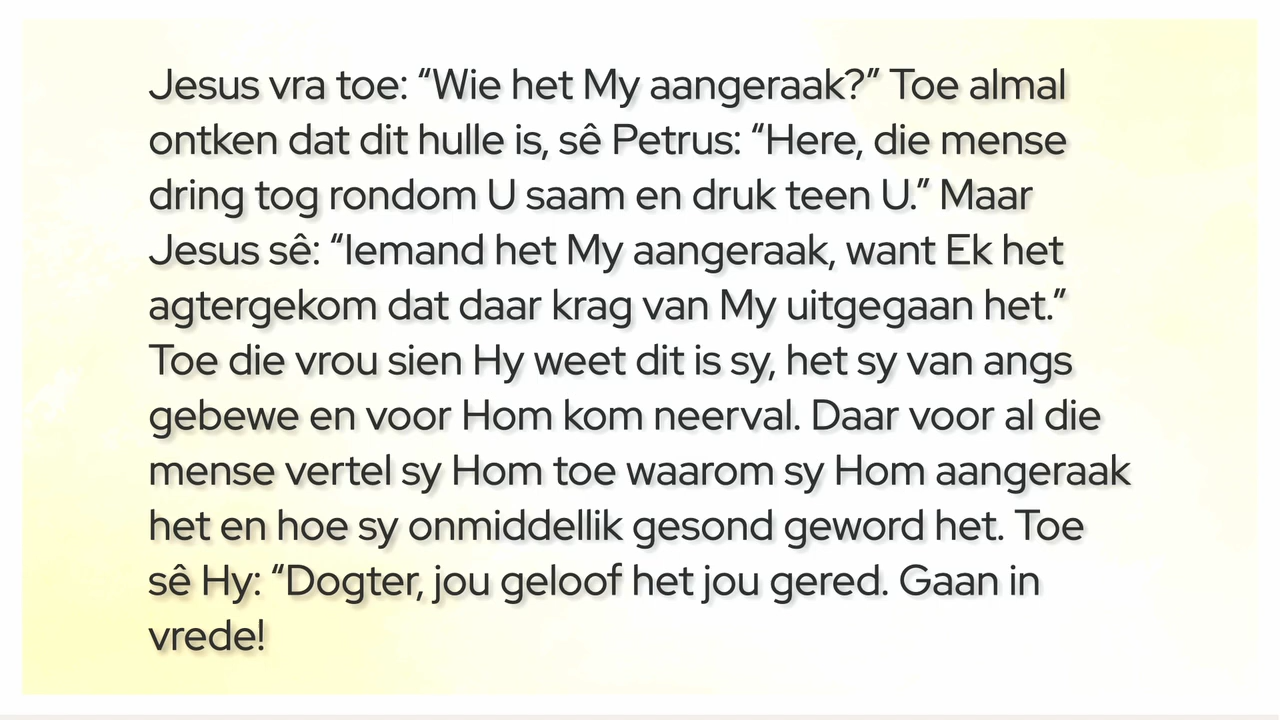 Jesus vra toe: “Wie het My aangeraak?” Toe almal
ontken dat dit hulle is, sê Petrus: “Here, die mense
dring tog rondom U saam en druk teen U.” Maar
Jesus sê: “Iemand het My aangeraak, want Ek het
agtergekom dat daar krag van My uitgegaan het.”
Toe die vrou sien Hy weet dit is sy, het sy van angs
gebewe en voor Hom kom neerval. Daar voor al die
mense vertel sy Hom toe waarom sy Hom aangeraak
het en hoe sy onmiddellik gesond geword het. Toe
sê Hy: “Dogter, jou geloof het jou gered. Gaan in
vrede!